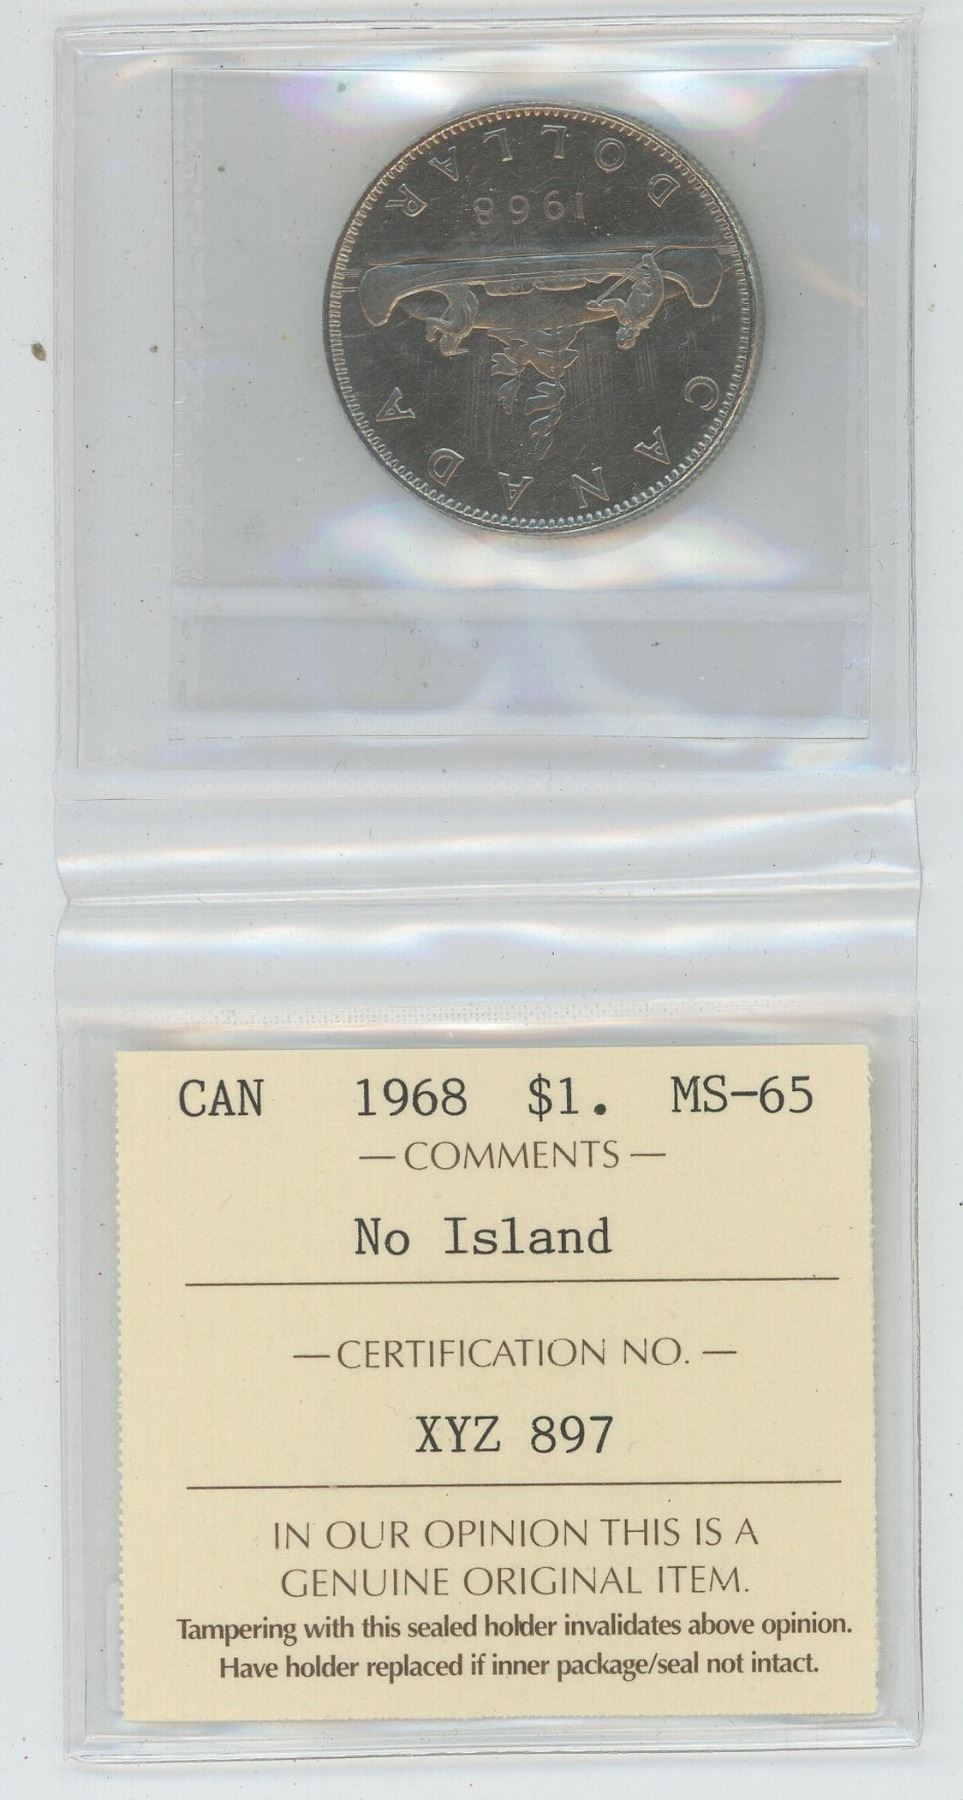 CANADA
1968
DOLLAR
CAN 1968 $1. MS-65
— COMMENTS —
No Island
— CERTIFICATION NO. —
XYZ 897
IN OUR OPINION THIS IS A
GENUINE ORIGINAL ITEM.
Tampering with this sealed holder invalidates above opinion.
Have holder replaced if inner package/seal not intact.